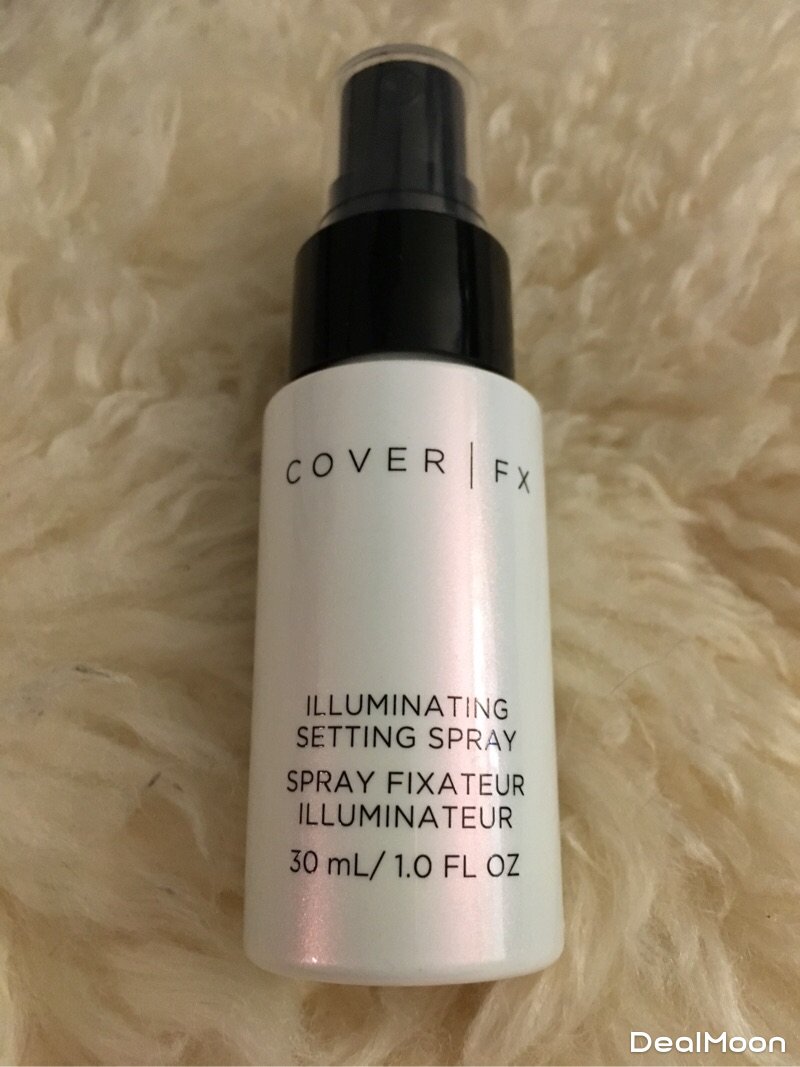 COVER | FX
ILLUMINATING
SETTING SPRAY
SPRAY FIXATEUR
ILLUMINATEUR
30 mL/ 1.0 FL OZ
DealMoon